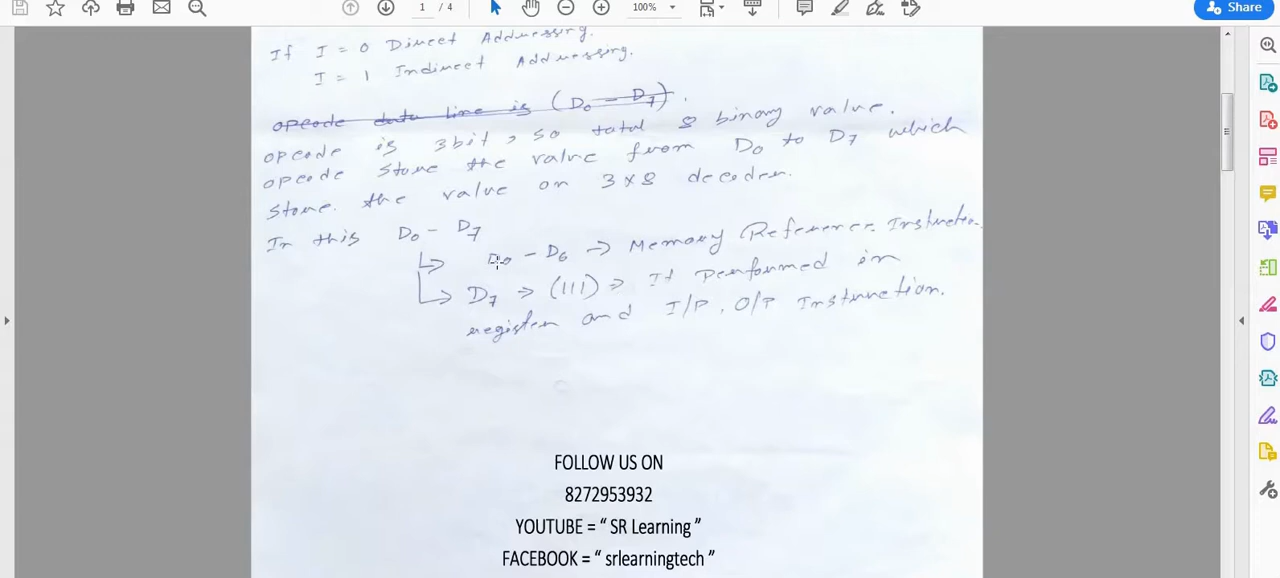 1 / 4
100%
Share
If I = 0 Direct Addressing.
I = 1 Indirect Addressing.
opcode data line is (D0 - D7).
opcode is 3bit, so total 8 binary value.
opcode store the value from D0 to D7 which
store the value on 3x8 decoder.
In this D0 - D7
D0 - D6 → Memory Reference Instruction.
D7 → (111) → It Performed in
register and I/P, O/P Instruction.
FOLLOW US ON
8272953932
YOUTUBE = “ SR Learning ”
FACEBOOK = “ srlearningtech ”